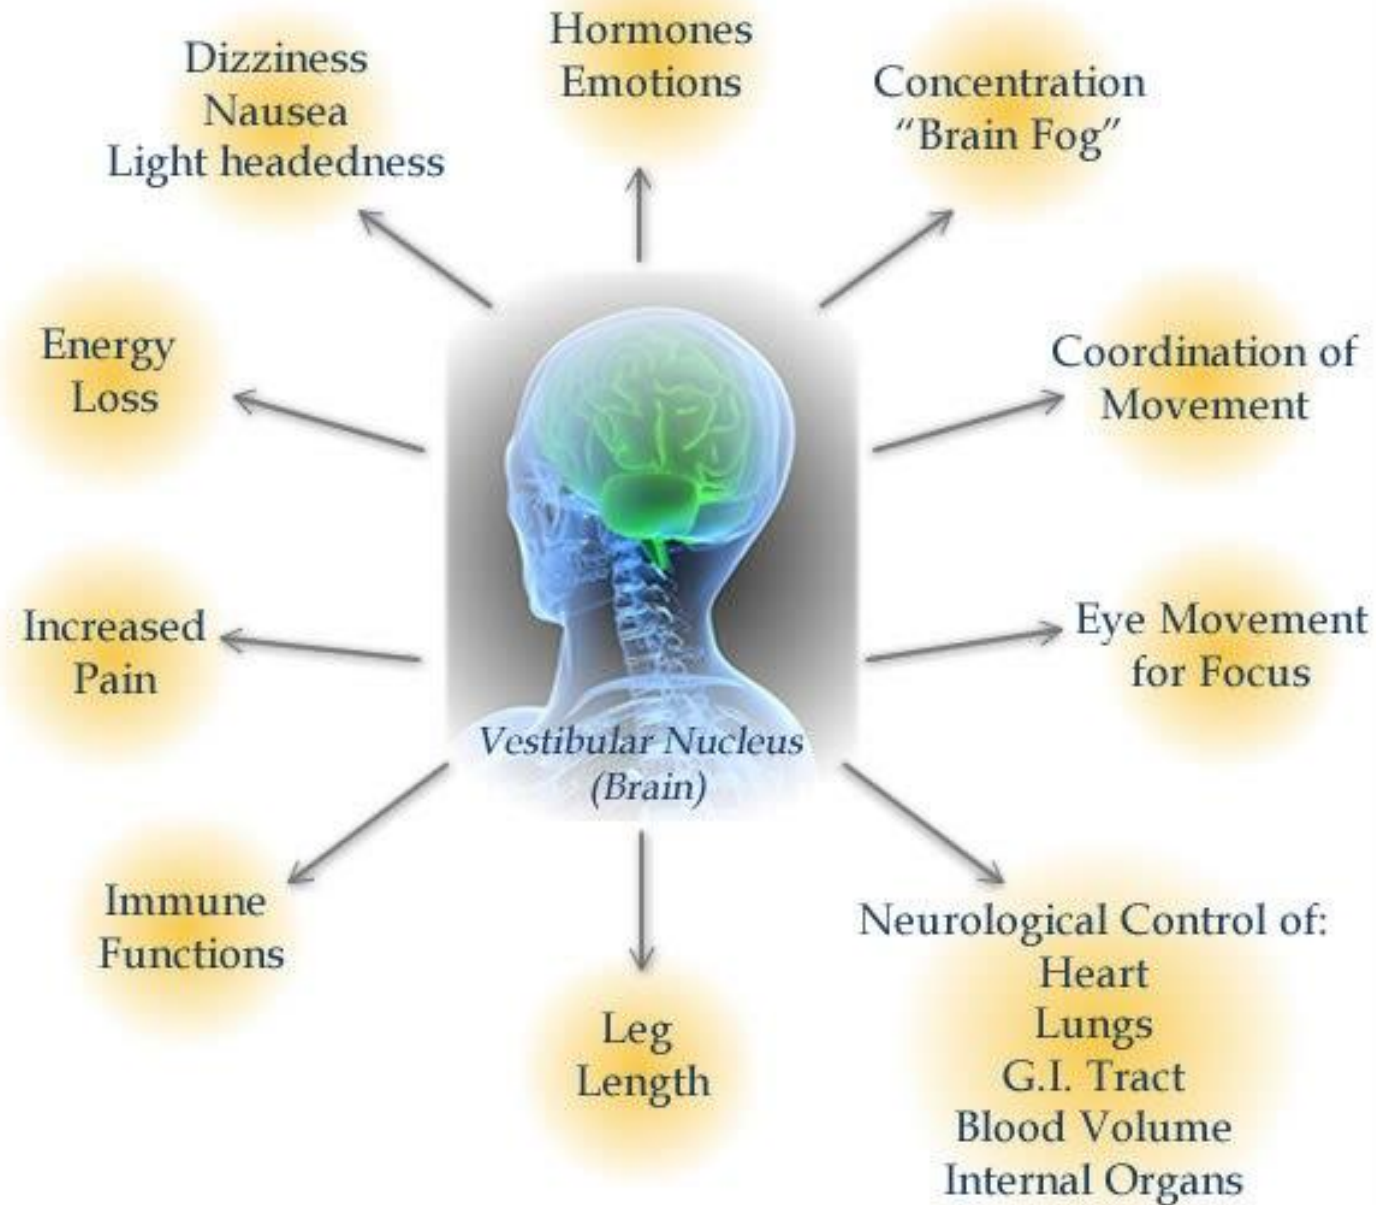 Hormones
Emotions
Dizziness
Nausea
Light headedness
Concentration
“Brain Fog”
Energy
Loss
Coordination of
Movement
Increased
Pain
Eye Movement
for Focus
Vestibular Nucleus
(Brain)
Immune
Functions
Leg
Length
Neurological Control of:
Heart
Lungs
G.I. Tract
Blood Volume
Internal Organs